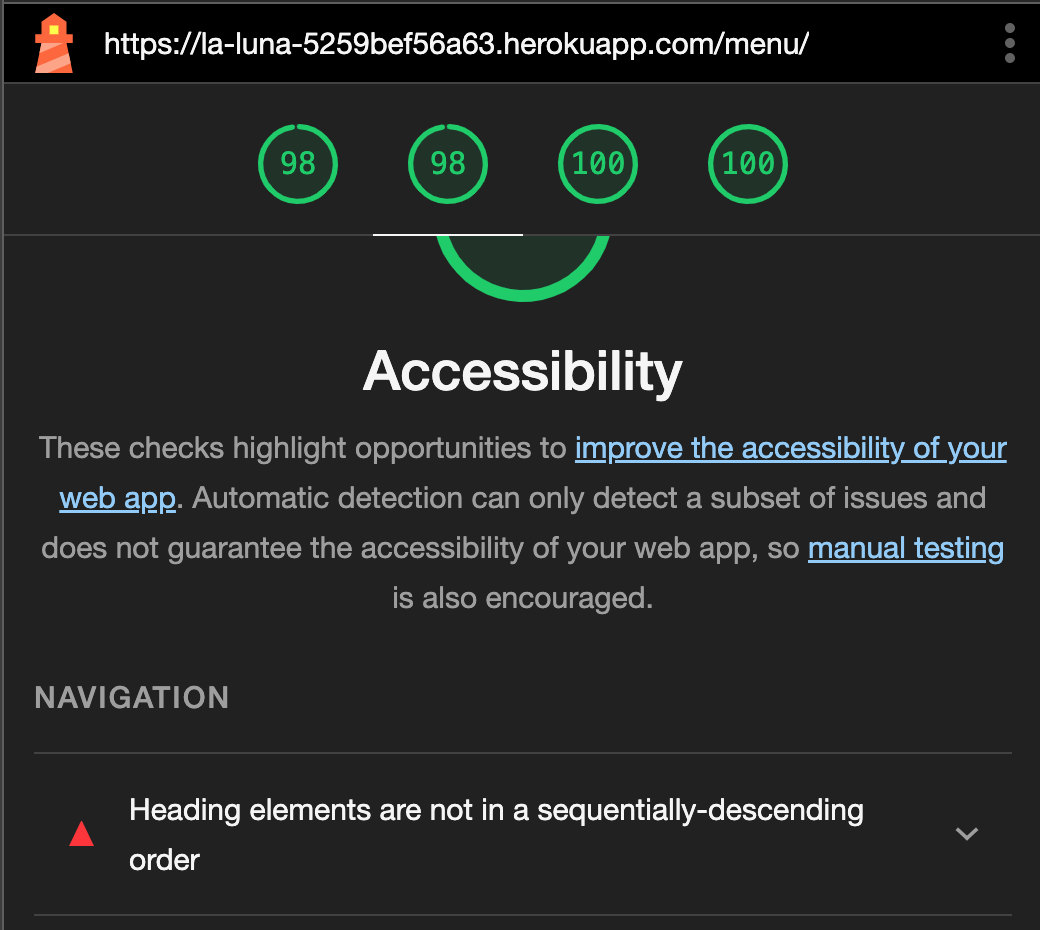 https://la-luna-5259bef56a63.herokuapp.com/menu/
98 98 100 100
Accessibility
These checks highlight opportunities to improve the accessibility of your
web app. Automatic detection can only detect a subset of issues and
does not guarantee the accessibility of your web app, so manual testing
is also encouraged.
NAVIGATION
Heading elements are not in a sequentially-descending
order